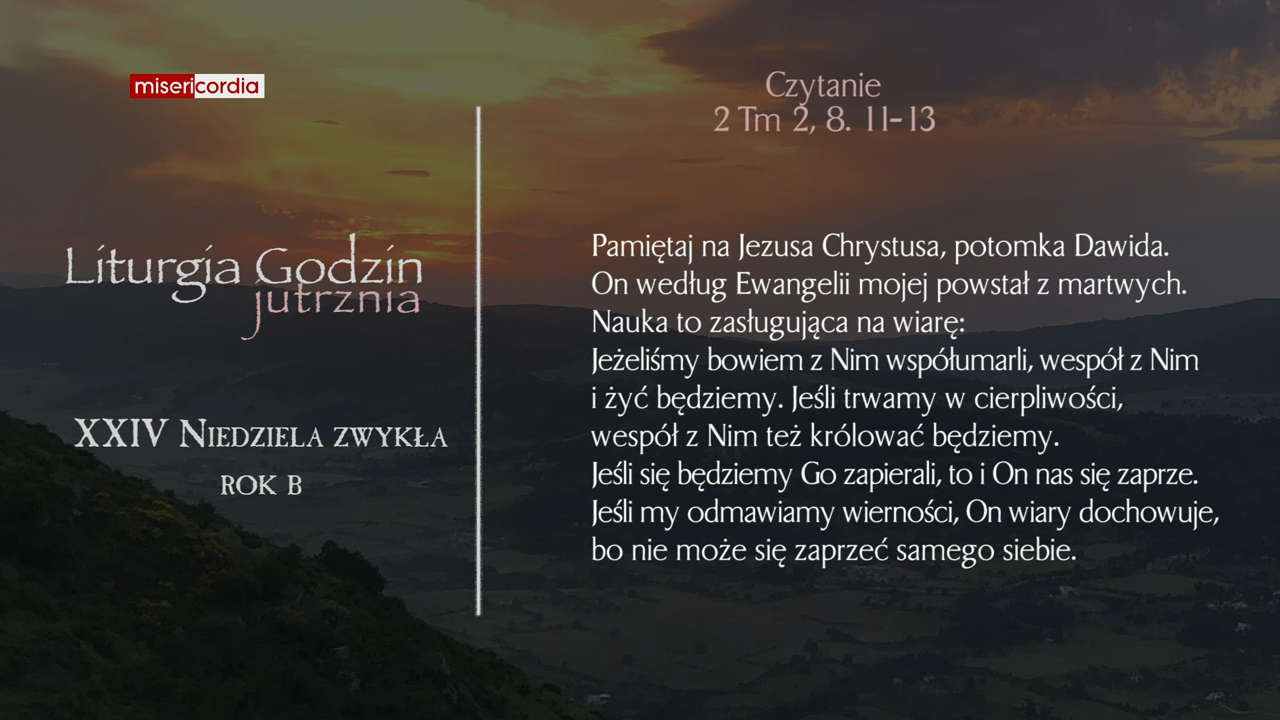 misericordia
Liturgia Godzin
jutrznia
XXIV Niedziela zwykła
rok B
Czytanie
2 Tm 2, 8. 11-13
Pamiętaj na Jezusa Chrystusa, potomka Dawida.
On według Ewangelii mojej powstał z martwych.
Nauka to zasługująca na wiarę:
Jeżeliśmy bowiem z Nim współumarli, wespół z Nim
i żyć będziemy. Jeśli trwamy w cierpliwości,
wespół z Nim też królować będziemy.
Jeśli się będziemy Go zapierali, to i On nas się zaprze.
Jeśli my odmawiamy wierności, On wiary dochowuje,
bo nie może się zaprzeć samego siebie.